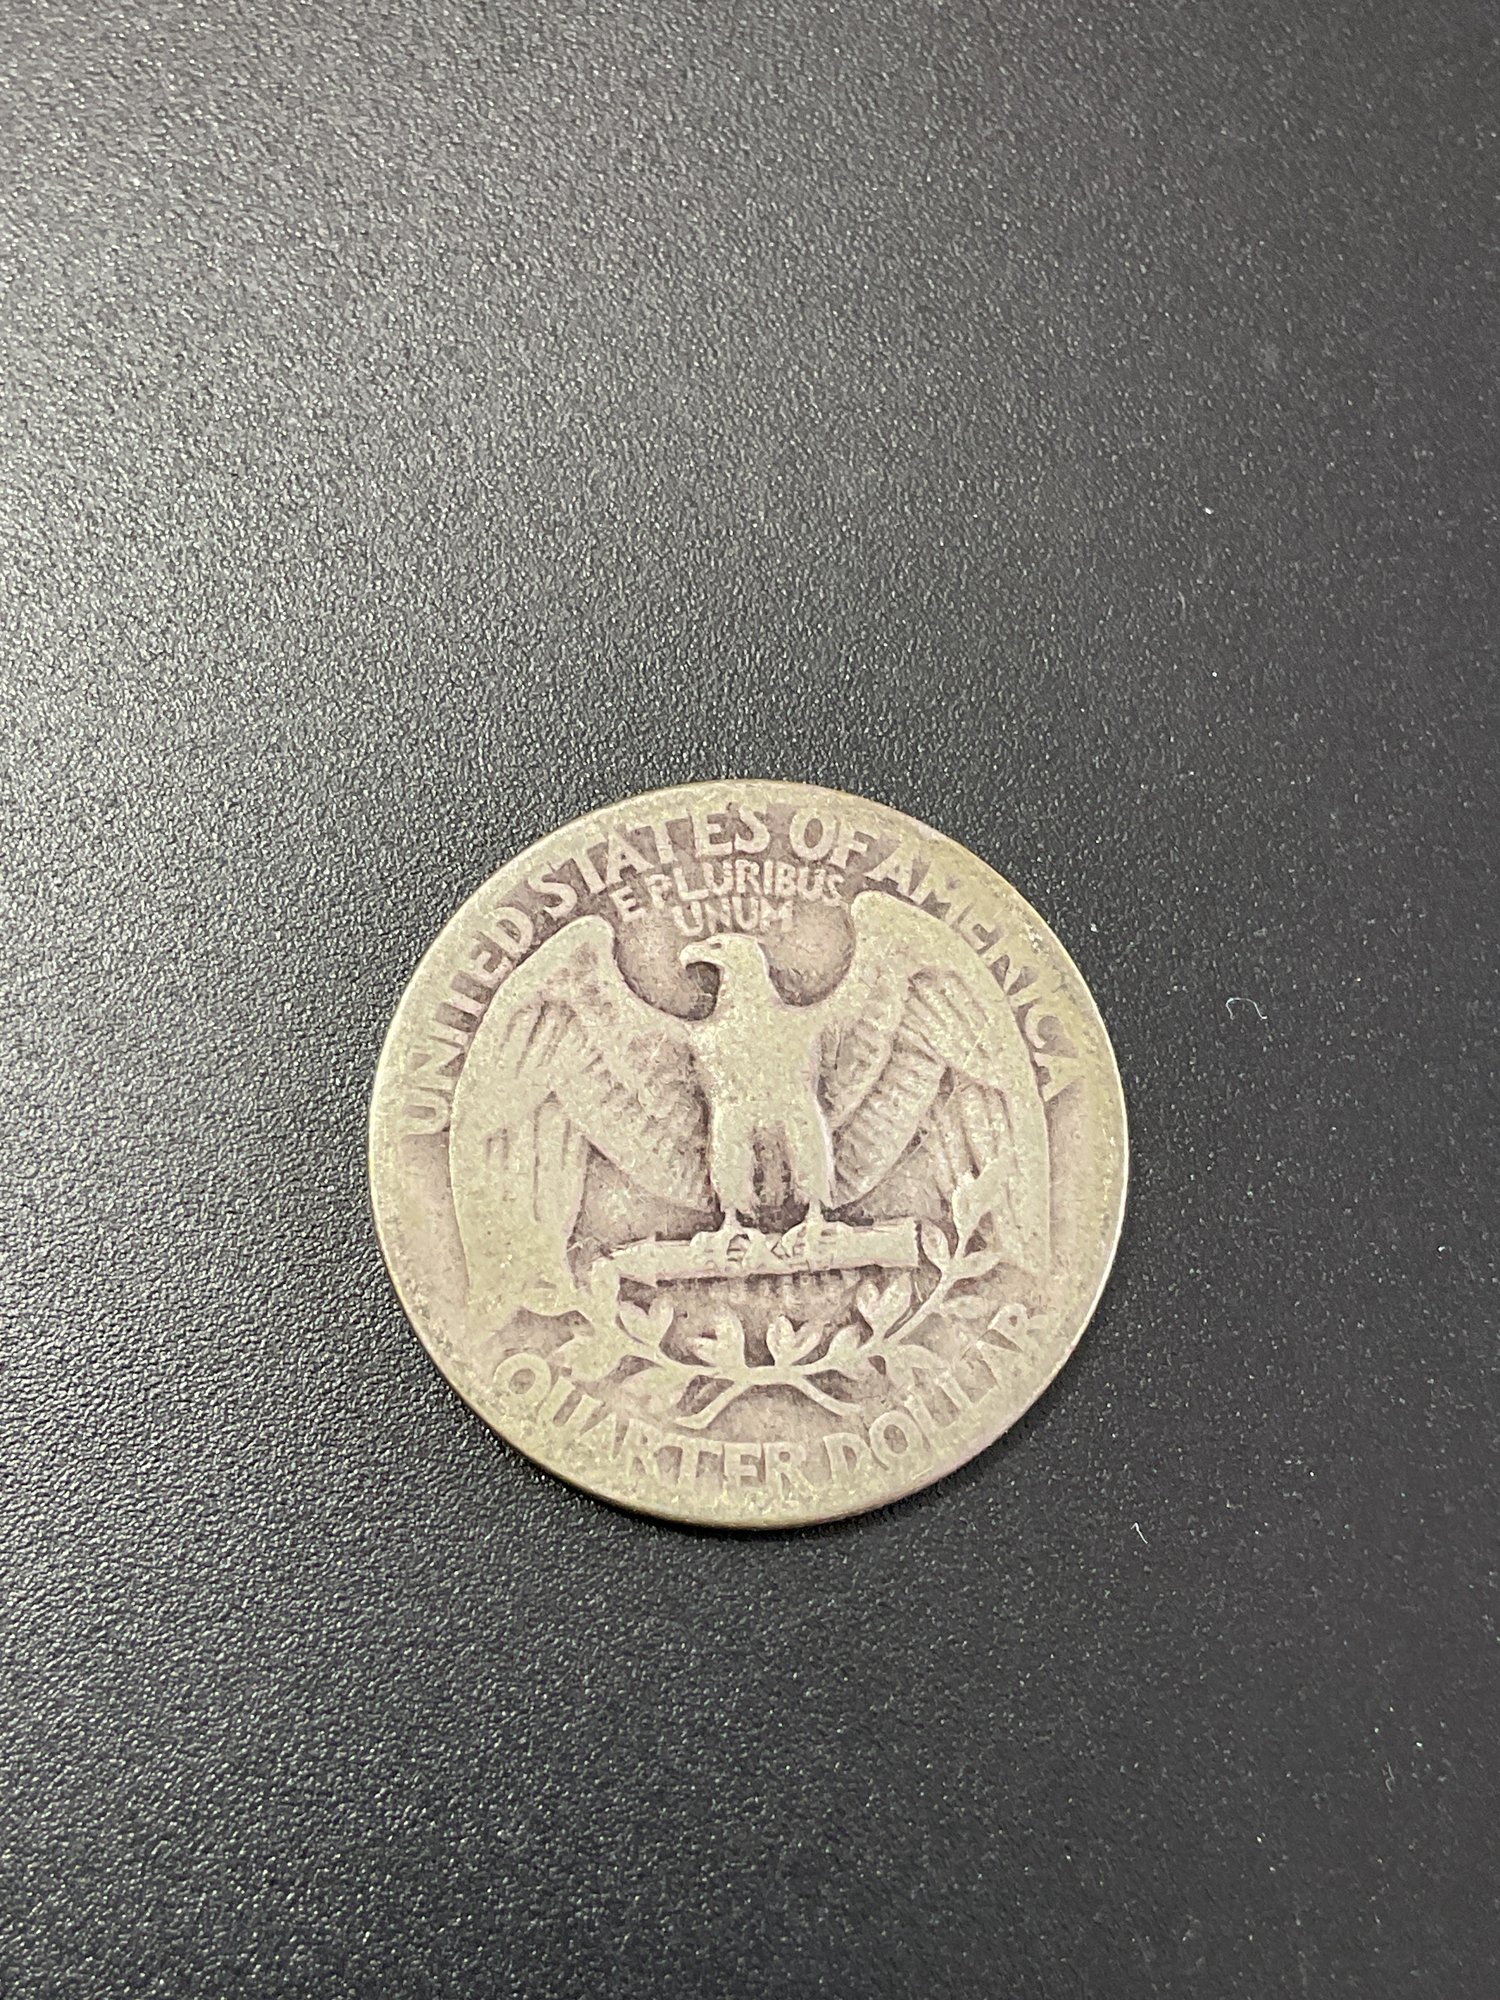 UNITED STATES OF AMERICA
E PLURIBUS
UNUM
QUARTER DOLLAR